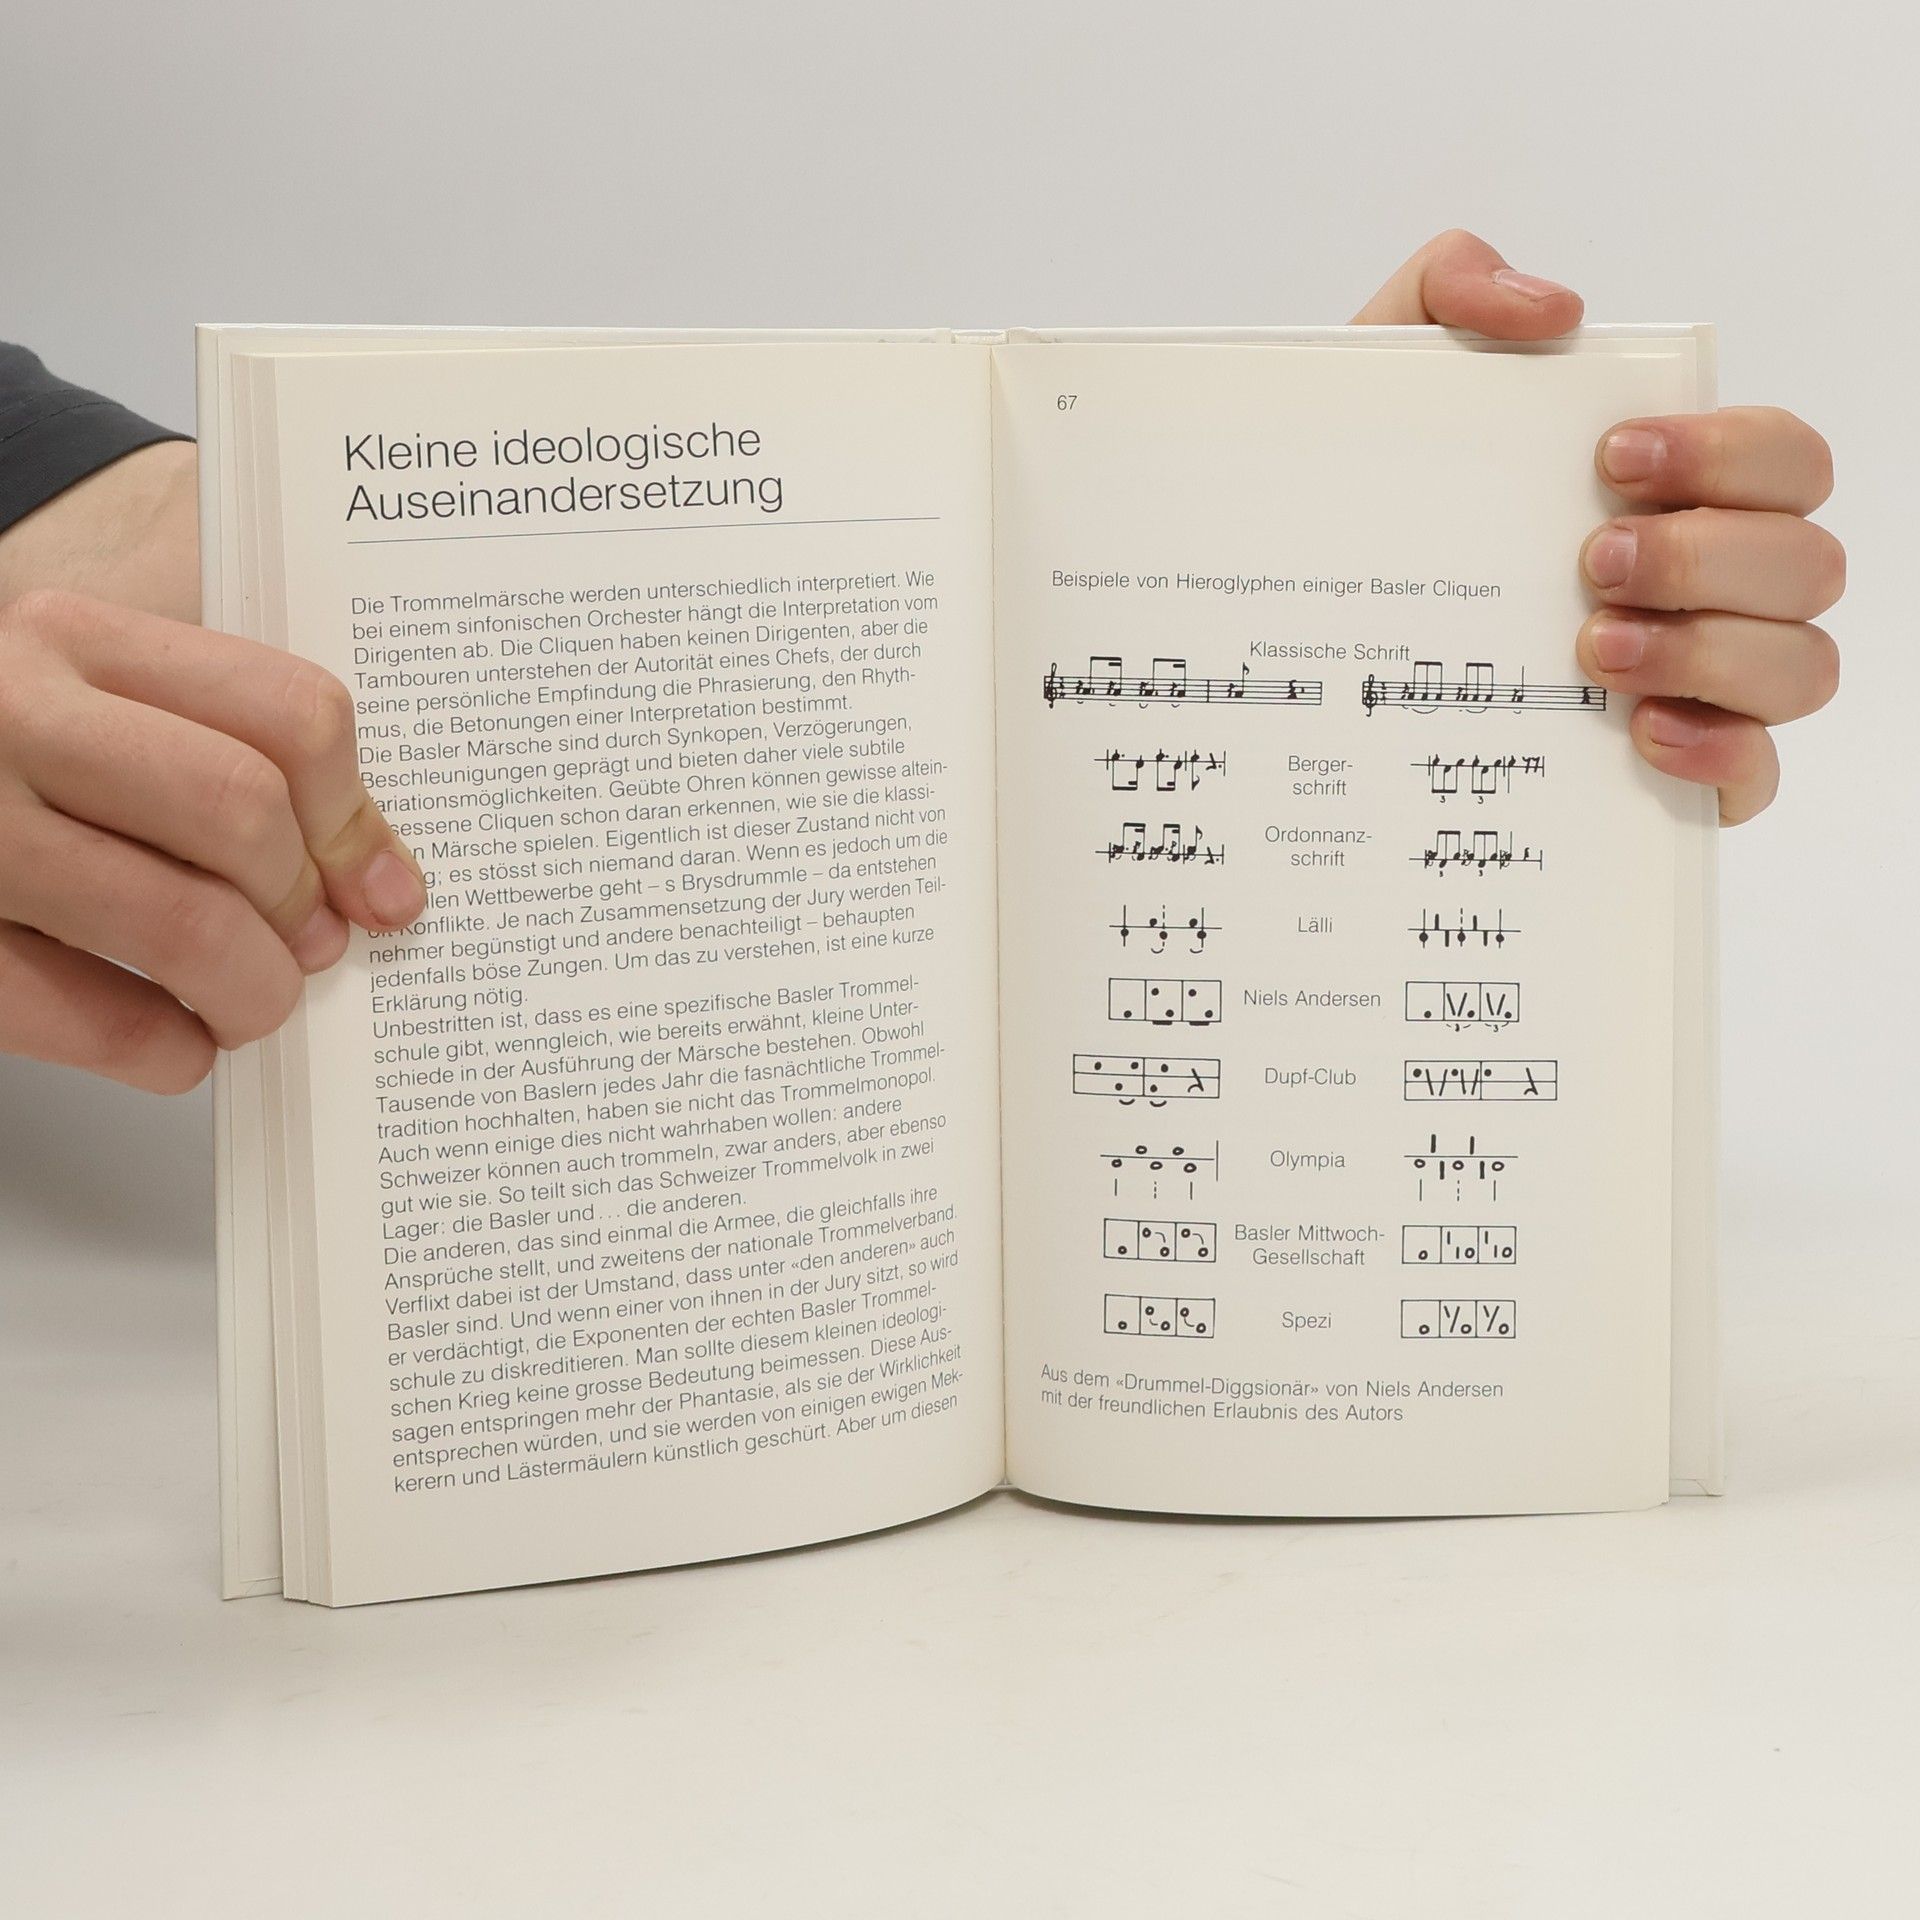 Kleine ideologische
Auseinandersetzung
Die Trommelmärsche werden unterschiedlich interpretiert. Wie
bei einem sinfonischen Orchester hängt die Interpretation vom
Dirigenten ab. Die Cliquen haben keinen Dirigenten, aber die
Tambouren unterstehen der Autorität eines Chefs, der durch
seine persönliche Empfindung die Phrasierung, den Rhyth-
mus, die Betonungen einer Interpretation bestimmt.
Die Basler Märsche sind durch Synkopen, Verzögerungen,
Beschleunigungen geprägt und bieten daher viele subtile
ariationsmöglichkeiten. Geübte Ohren können gewisse altein-
sessene Cliquen schon daran erkennen, wie sie die klassi-
n Märsche spielen. Eigentlich ist dieser Zustand nicht von
g; es stösst sich niemand daran. Wenn es jedoch um die
llen Wettbewerbe geht – s Brysdrummle – da entstehen
oft Konflikte. Je nach Zusammensetzung der Jury werden Teil-
nehmer begünstigt und andere benachteiligt – behaupten
jedenfalls böse Zungen. Um das zu verstehen, ist eine kurze
Erklärung nötig.
Unbestritten ist, dass es eine spezifische Basler Trommel-
schule gibt, wenngleich, wie bereits erwähnt, kleine Unter-
schiede in der Ausführung der Märsche bestehen. Obwohl
Tausende von Baslern jedes Jahr die fasnächtliche Trommel-
tradition hochhalten, haben sie nicht das Trommelmonopol.
Auch wenn einige dies nicht wahrhaben wollen: andere
Schweizer können auch trommeln, zwar anders, aber ebenso
gut wie sie. So teilt sich das Schweizer Trommelvolk in zwei
Lager: die Basler und ... die anderen.
Die anderen, das sind einmal die Armee, die gleichfalls ihre
Ansprüche stellt, und zweitens der nationale Trommelverband.
Verflixt dabei ist der Umstand, dass unter «den anderen» auch
Basler sind. Und wenn einer von ihnen in der Jury sitzt, so wird
er verdächtigt, die Exponenten der echten Basler Trommel-
schule zu diskreditieren. Man sollte diesem kleinen ideologi-
schen Krieg keine grosse Bedeutung beimessen. Diese Aus-
sagen entspringen mehr der Phantasie, als sie der Wirklichkeit
entsprechen würden, und sie werden von einigen ewigen Mek-
kerern und Lästermäulern künstlich geschürt. Aber um diesen
67
Beispiele von Hieroglyphen einiger Basler Cliquen
Klassische Schrift
Berger-
schrift
Ordonnanz-
schrift
Lälli
Niels Andersen
Dupf-Club
Olympia
Basler Mittwoch-
Gesellschaft
Spezi
Aus dem «Drummel-Diggsionär» von Niels Andersen
mit der freundlichen Erlaubnis des Autors